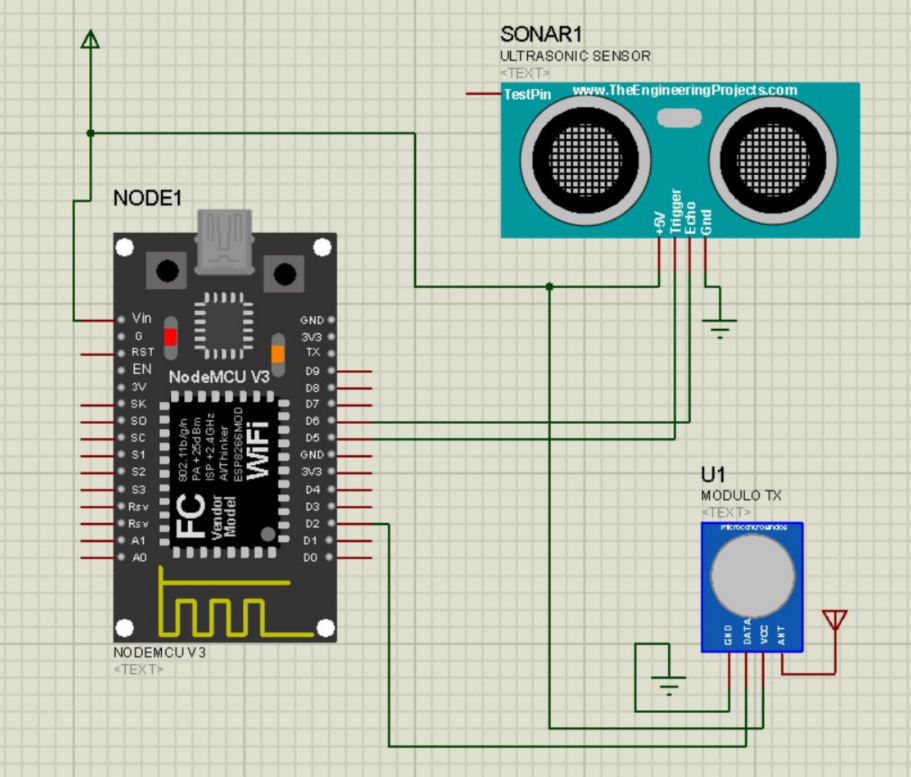 SONAR1
ULTRASONIC SENSOR
<TEXT>
TestPin
www.TheEngineeringProjects.com
+5V
Trigger
Echo
Gnd
NODE1
Vin
G
RST
EN
3V
SK
SO
SC
S1
S2
S3
Rsv
Rsv
A1
A0
GND
3V3
TX
D9
D8
D7
D6
D5
GND
3V3
D4
D3
D2
D1
D0
NodeMCU V3
802.11b/g/n
PA +25dBm
ISP +2.4GHz
AI/Thinker
ESP8266MOD
WiFi
FC
Vendor
Model
NODEMCU V3
<TEXT>
U1
MODULO TX
<TEXT>
GND
DATA
VCC
ANT